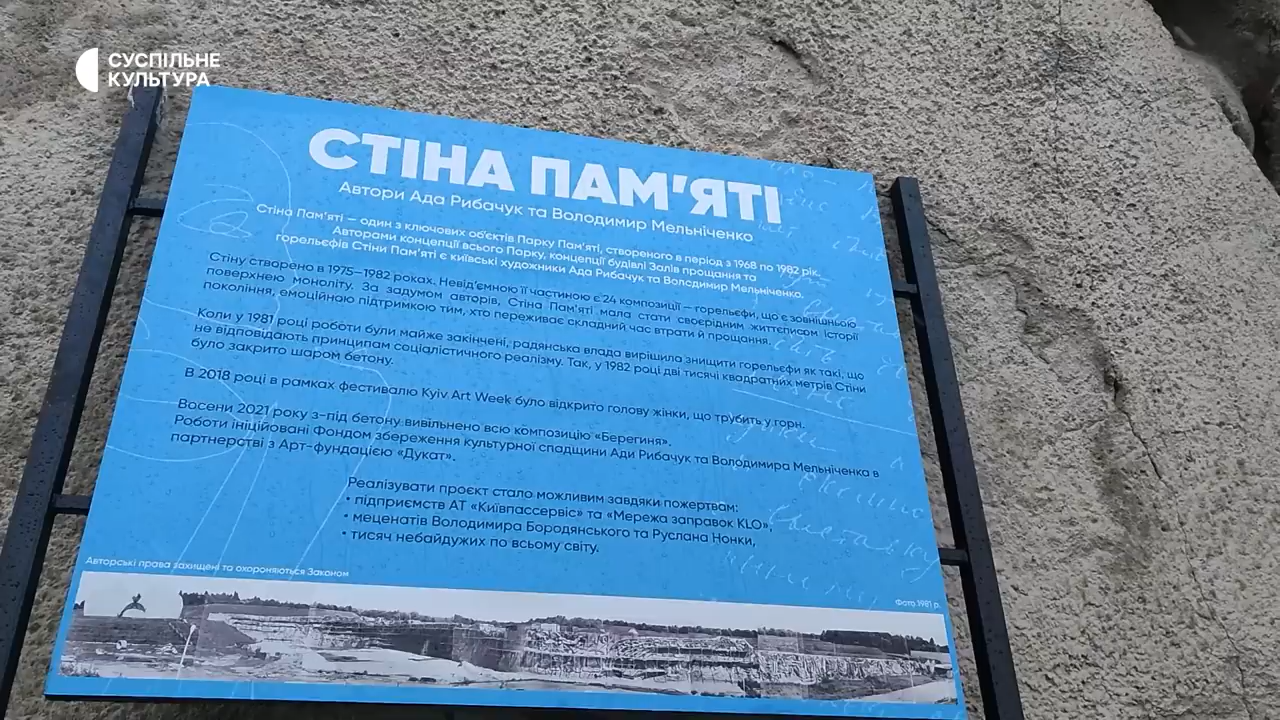 СУСПІЛЬНЕ
КУЛЬТУРА
СТІНА ПАМ'ЯТІ
Автори Ада Рибачук та Володимир Мельніченко
Стіна Пам'яті – один з ключових об'єктів Парку Пам'яті, створеного в період з 1968 по 1982 рік.
Авторами концепції всього Парку, концепції будівлі Залів прощання та
горельєфів Стіни Пам'яті є київські художники Ада Рибачук та Володимир Мельніченко.
Стіну створено в 1975–1982 роках. Невід'ємною її частиною є 24 композиції – горельєфи, що є зовнішньою
поверхнею моноліту. За задумом авторів, Стіна Пам'яті мала стати своєрідним життєписом історії
покоління, емоційною підтримкою тим, хто переживає складний час втрати й прощання.
Коли у 1981 році роботи були майже закінчені, радянська влада вирішила знищити горельєфи як такі, що
не відповідають принципам соціалістичного реалізму. Так, у 1982 році дві тисячі квадратних метрів Стіни
було закрито шаром бетону.
В 2018 році в рамках фестивалю Kyiv Art Week було відкрито голову жінки, що трубить у горн.
Восени 2021 року з-під бетону вивільнено всю композицію «Берегиня».
Роботи ініційовані Фондом збереження культурної спадщини Ади Рибачук та Володимира Мельніченка в
партнерстві з Арт-фундацією «Дукат».
Реалізувати проєкт стало можливим завдяки пожертвам:
• підприємств АТ «Київпассервіс» та «Мережа заправок KLO»,
• меценатів Володимира Бородянського та Руслана Нонки,
• тисяч небайдужих по всьому світу.
Авторські права захищені та охороняються Законом
Фото 1981 р.